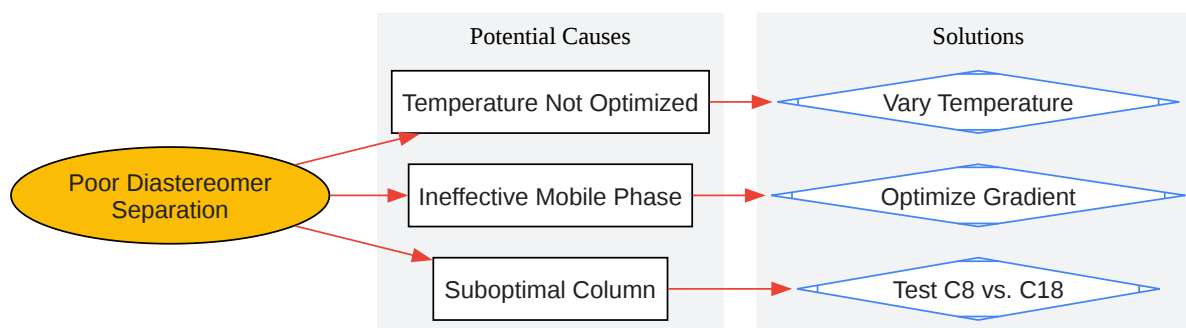 Potential Causes
Solutions
Temperature Not Optimized
Vary Temperature
Poor Diastereomer
Separation
Ineffective Mobile Phase
Optimize Gradient
Suboptimal Column
Test C8 vs. C18